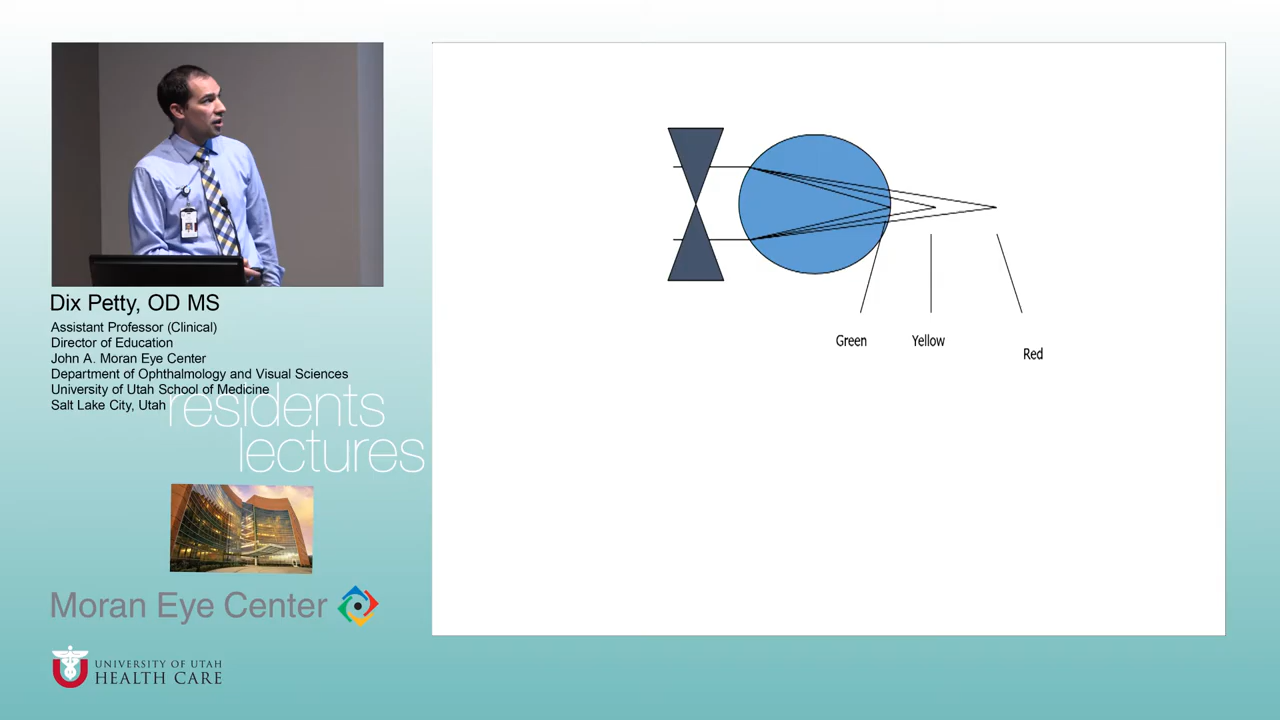 Dix Petty, OD MS
Assistant Professor (Clinical)
Director of Education
John A. Moran Eye Center
Department of Ophthalmology and Visual Sciences
University of Utah School of Medicine
Salt Lake City, Utah
residents
lectures
Moran Eye Center
UNIVERSITY OF UTAH
HEALTH CARE
Green
Yellow
Red